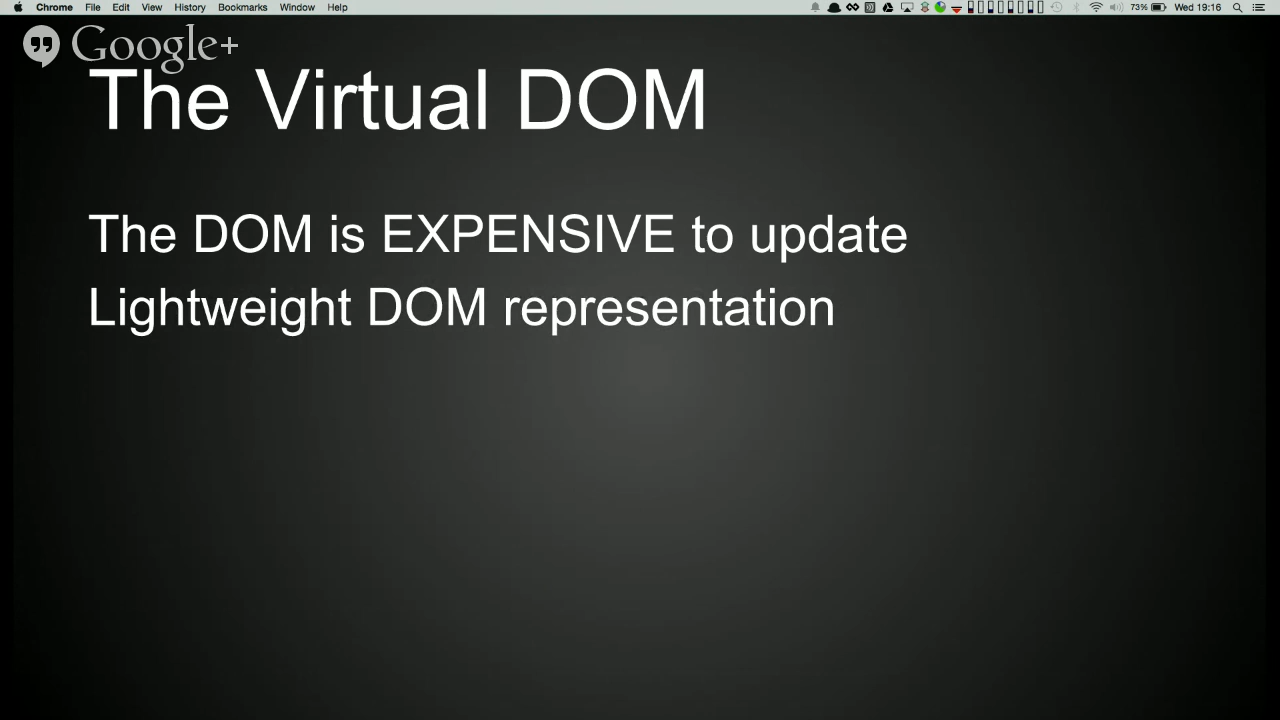 Chrome File Edit View History Bookmarks Window Help 73% Wed 19:16
Google+
The Virtual DOM
The DOM is EXPENSIVE to update
Lightweight DOM representation